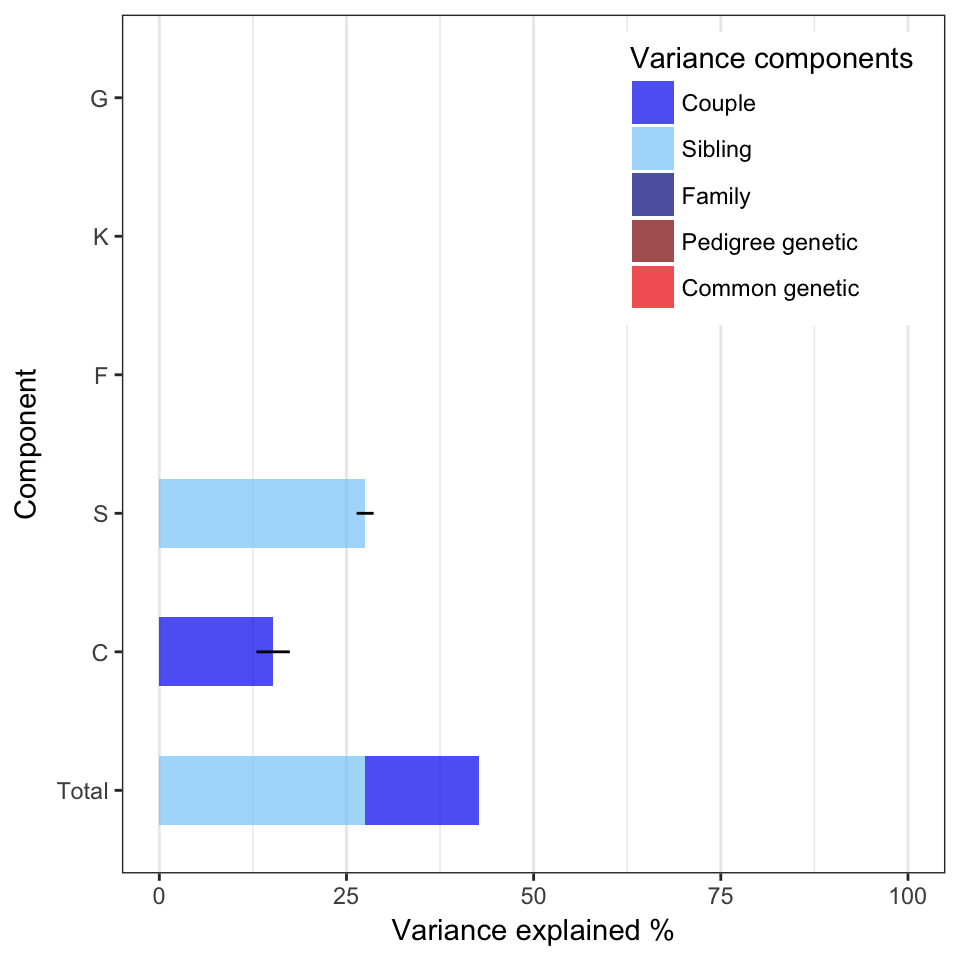 Variance components
Couple
Sibling
Family
Pedigree genetic
Common genetic
G
K
F
S
C
Total
Component
0 25 50 75 100
Variance explained %